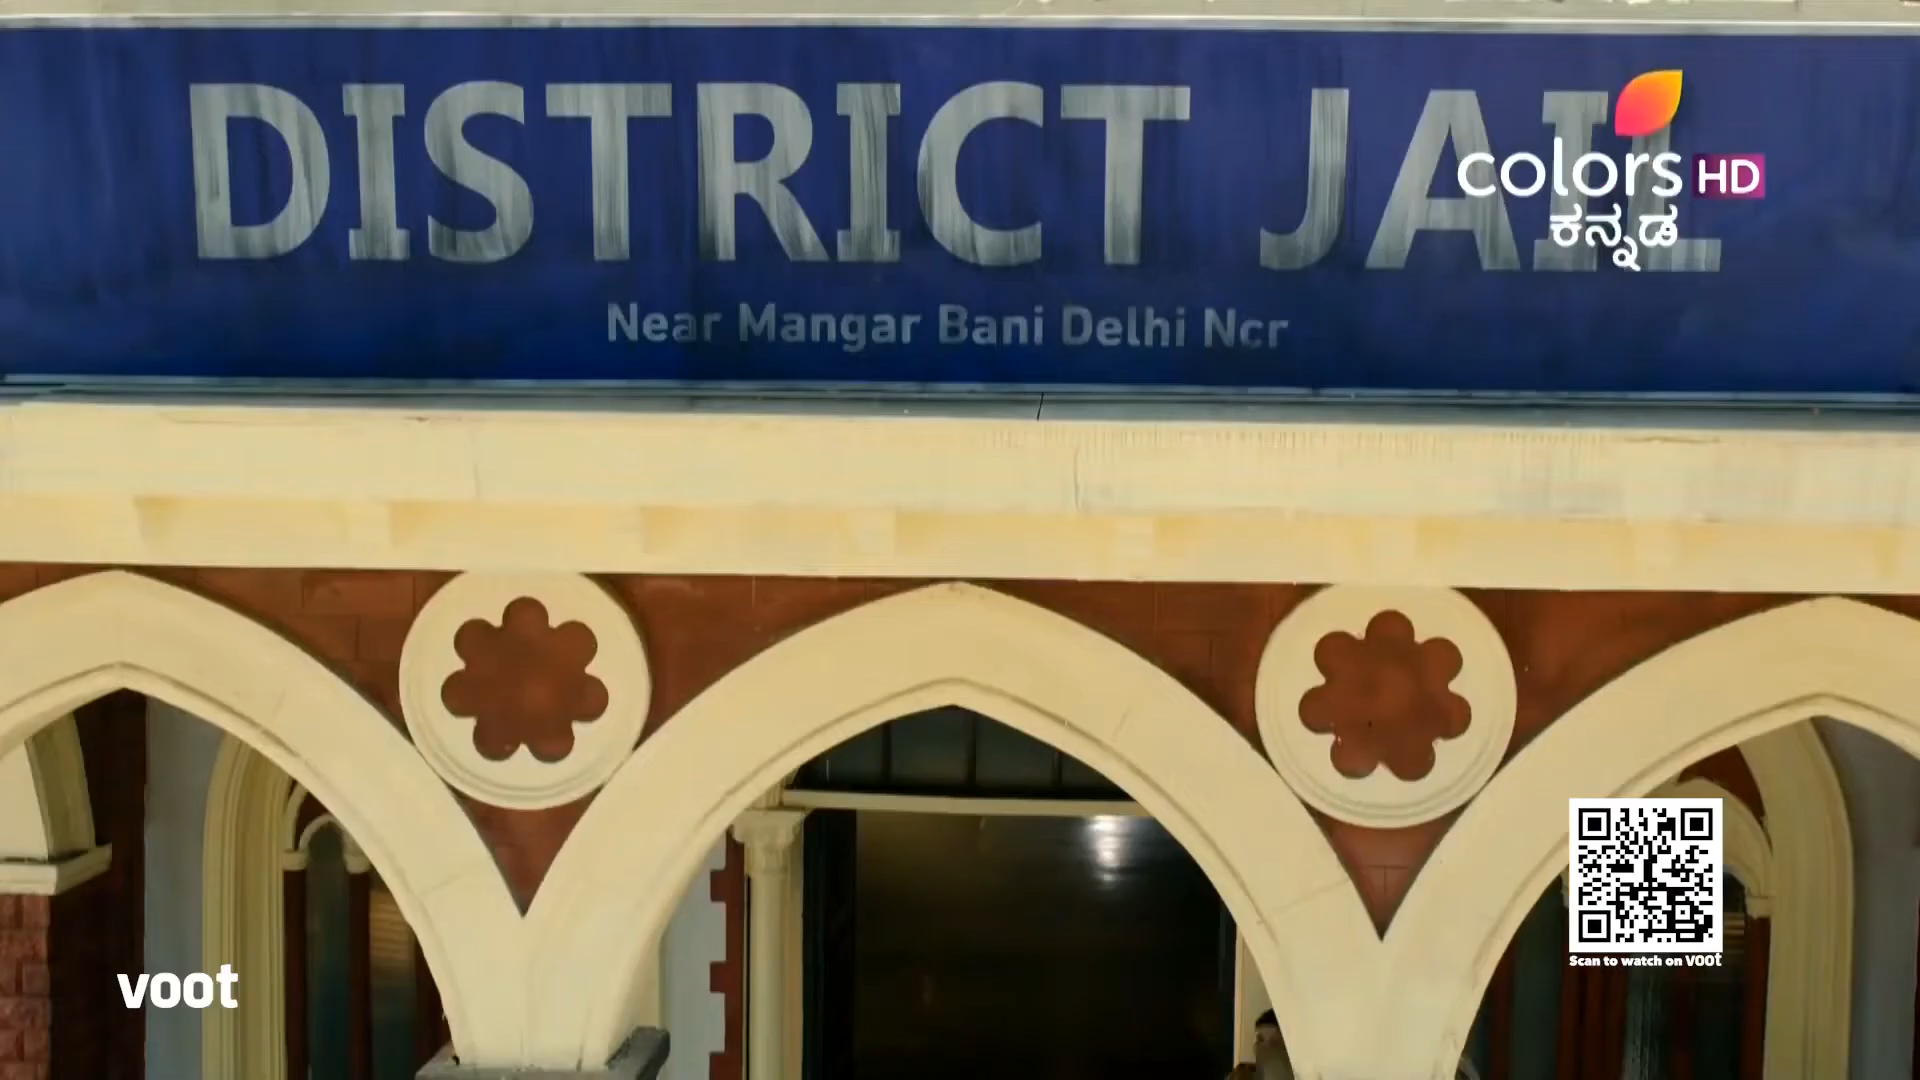 DISTRICT JAIL
Near Mangar Bani Delhi Ncr
colors HD
ಕನ್ನಡ
Scan to watch on voot
voot